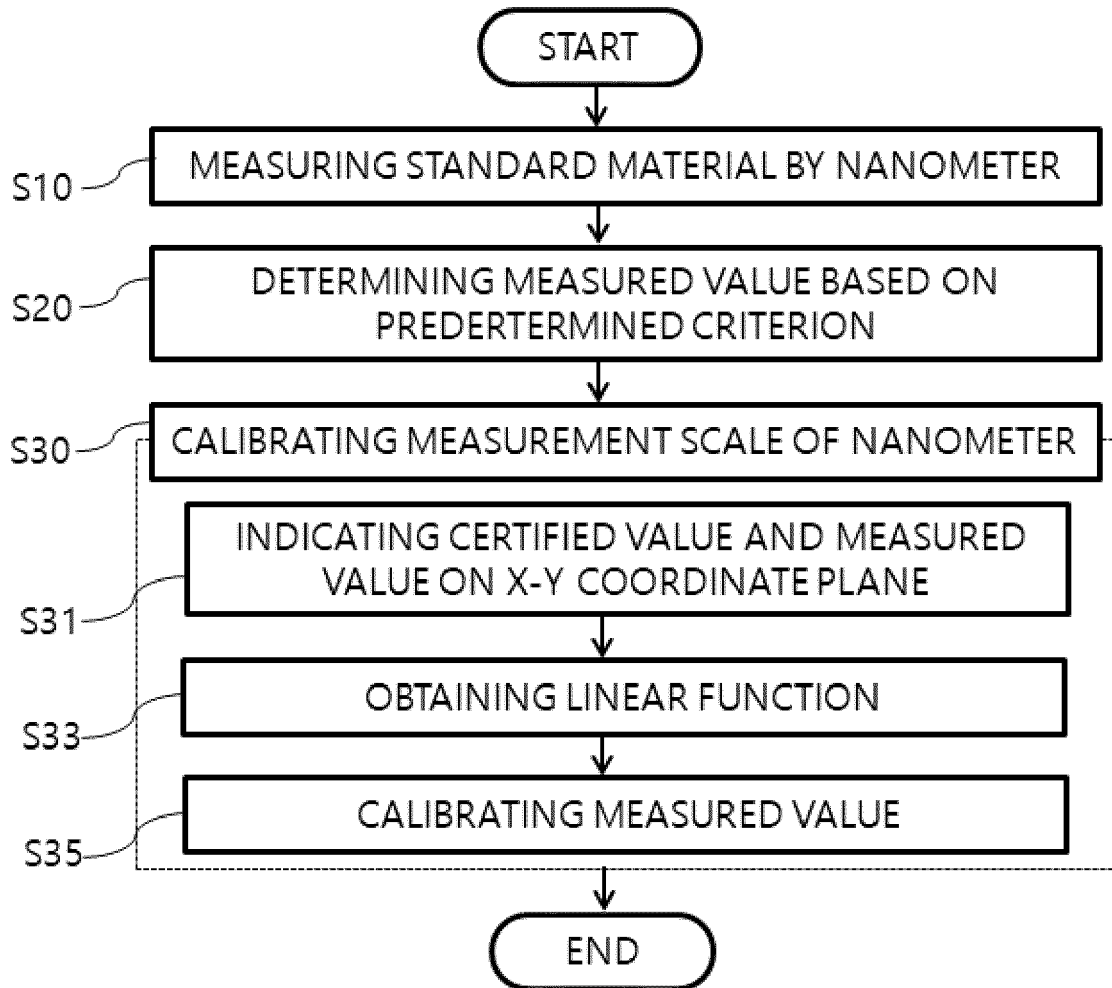 START
S10
MEASURING STANDARD MATERIAL BY NANOMETER
S20
DETERMINING MEASURED VALUE BASED ON
PREDERTERMINED CRITERION
S30
CALIBRATING MEASUREMENT SCALE OF NANOMETER
S31
INDICATING CERTIFIED VALUE AND MEASURED
VALUE ON X-Y COORDINATE PLANE
S33
OBTAINING LINEAR FUNCTION
S35
CALIBRATING MEASURED VALUE
END